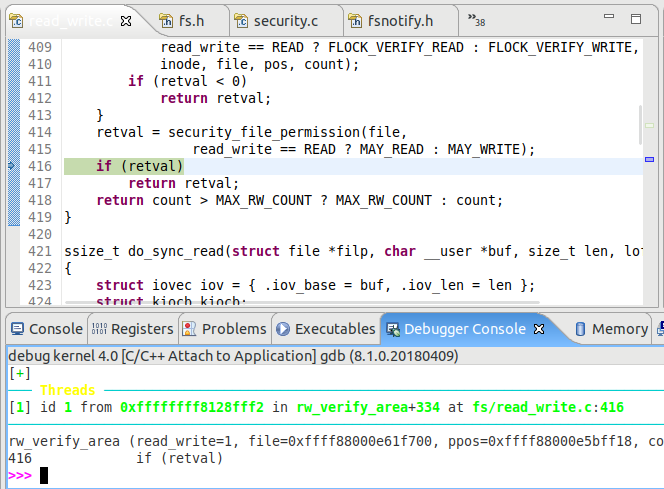 read_write.c fs.h security.c fsnotify.h »38
409 read_write == READ ? FLOCK_VERIFY_READ : FLOCK_VERIFY_WRITE,
410 inode, file, pos, count);
411 if (retval < 0)
412 return retval;
413 }
414 retval = security_file_permission(file,
415 read_write == READ ? MAY_READ : MAY_WRITE);
416 if (retval)
417 return retval;
418 return count > MAX_RW_COUNT ? MAX_RW_COUNT : count;
419 }
420
421 ssize_t do_sync_read(struct file *filp, char __user *buf, size_t len, lo
422 {
423 struct iovec iov = { .iov_base = buf, .iov_len = len };
424 struct kiocb kiocb;
Console Registers Problems Executables Debugger Console Memory
debug kernel 4.0 [C/C++ Attach to Application] gdb (8.1.0.20180409)
[+]
Threads
[1] id 1 from 0xffffffff8128fff2 in rw_verify_area+334 at fs/read_write.c:416
rw_verify_area (read_write=1, file=0xffff88000e61f700, ppos=0xffff88000e5bff18, co
416 if (retval)
>>>